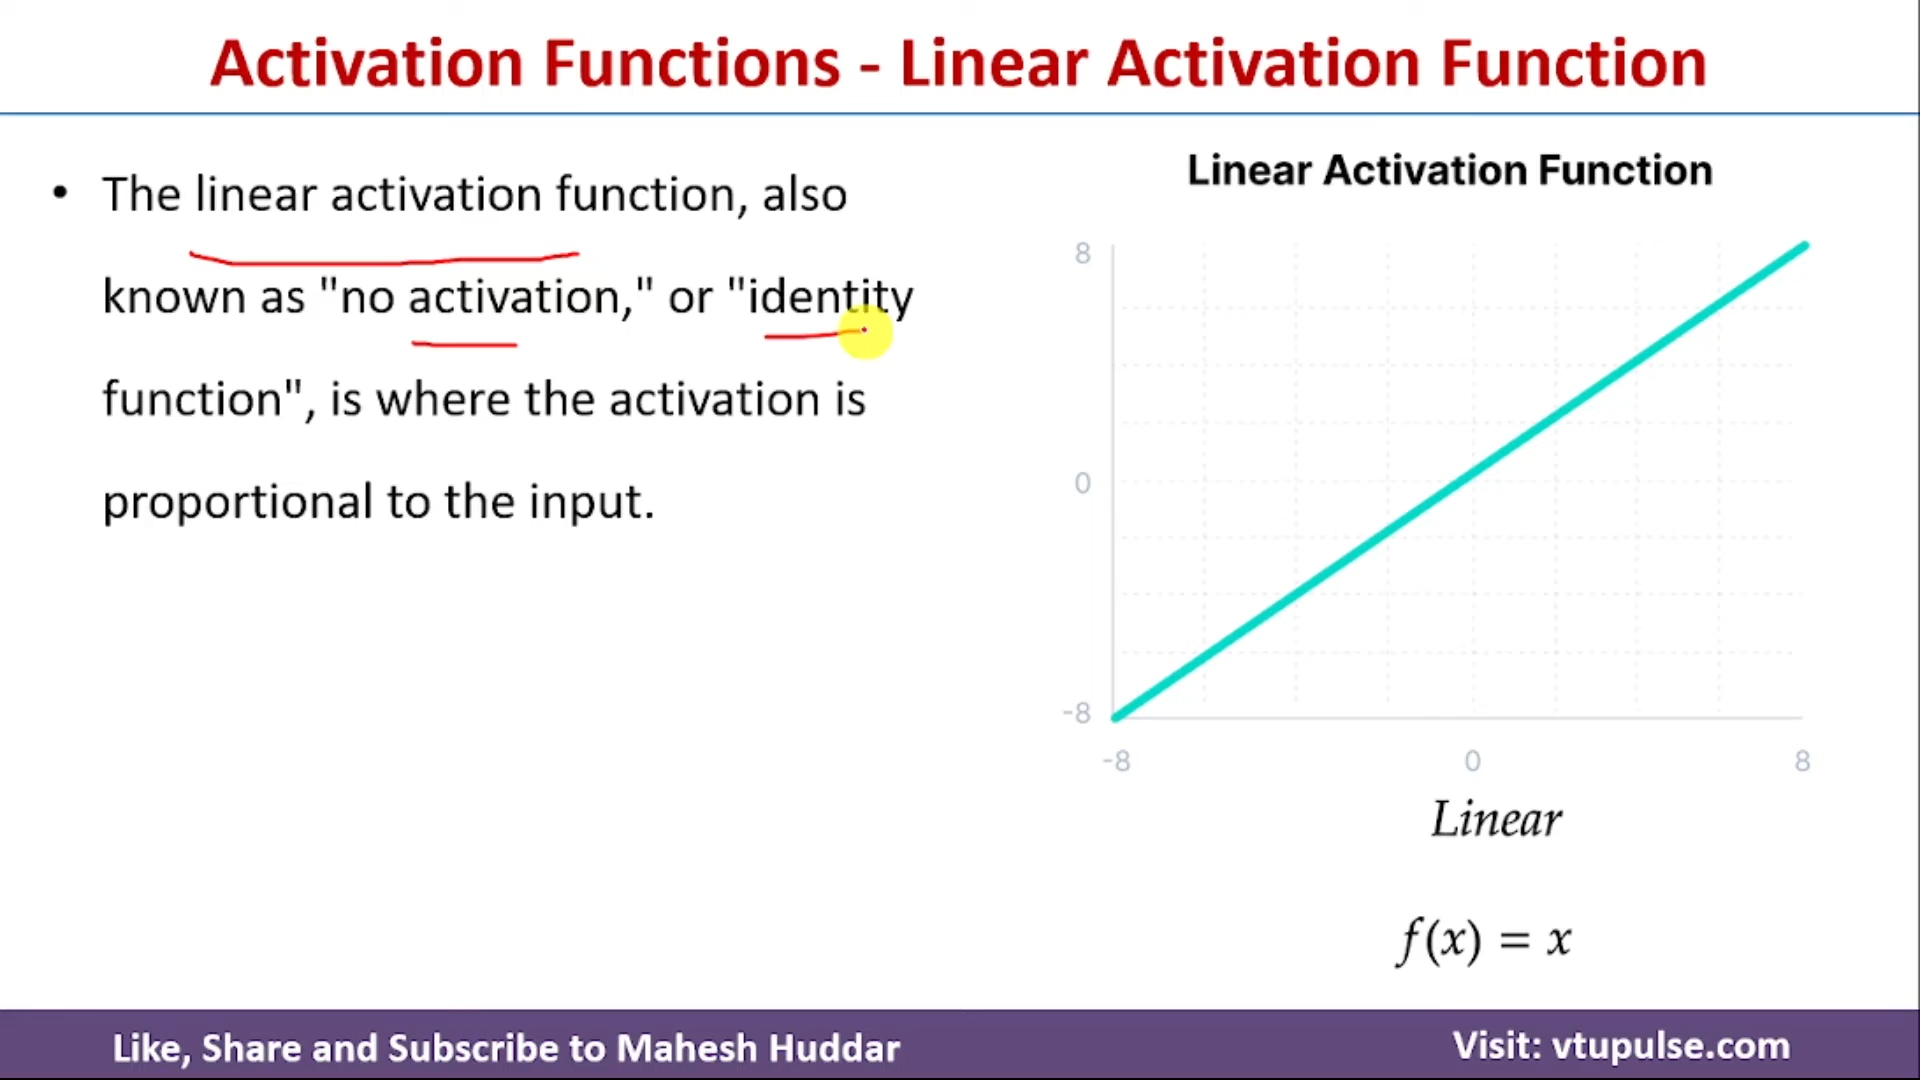 Activation Functions - Linear Activation Function
• The linear activation function, also
known as "no activation," or "identity
function", is where the activation is
proportional to the input.
Linear Activation Function
8
0
-8
-8 0 8
Linear
f(x) = x
Like, Share and Subscribe to Mahesh Huddar
Visit: vtupulse.com